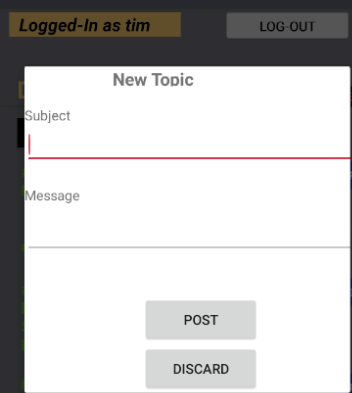 Logged-In as tim
LOG-OUT
New Topic
Subject
Message
POST
DISCARD